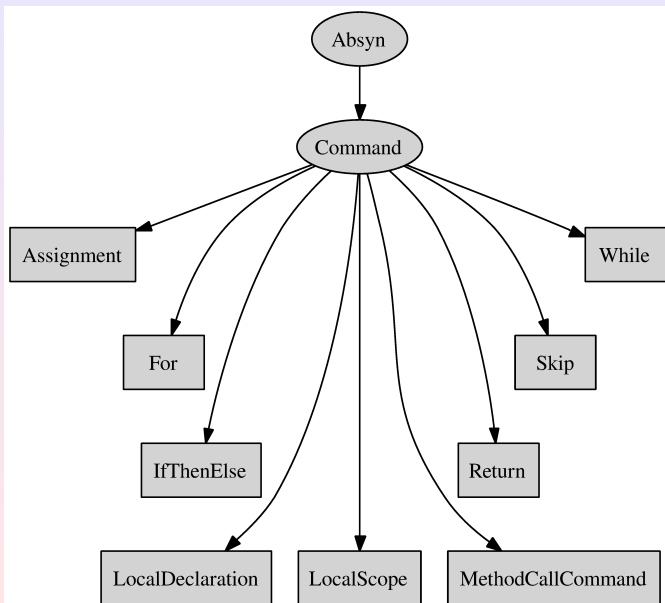 Absyn
Command
Assignment
While
For
Skip
IfThenElse
Return
LocalDeclaration
LocalScope
MethodCallCommand